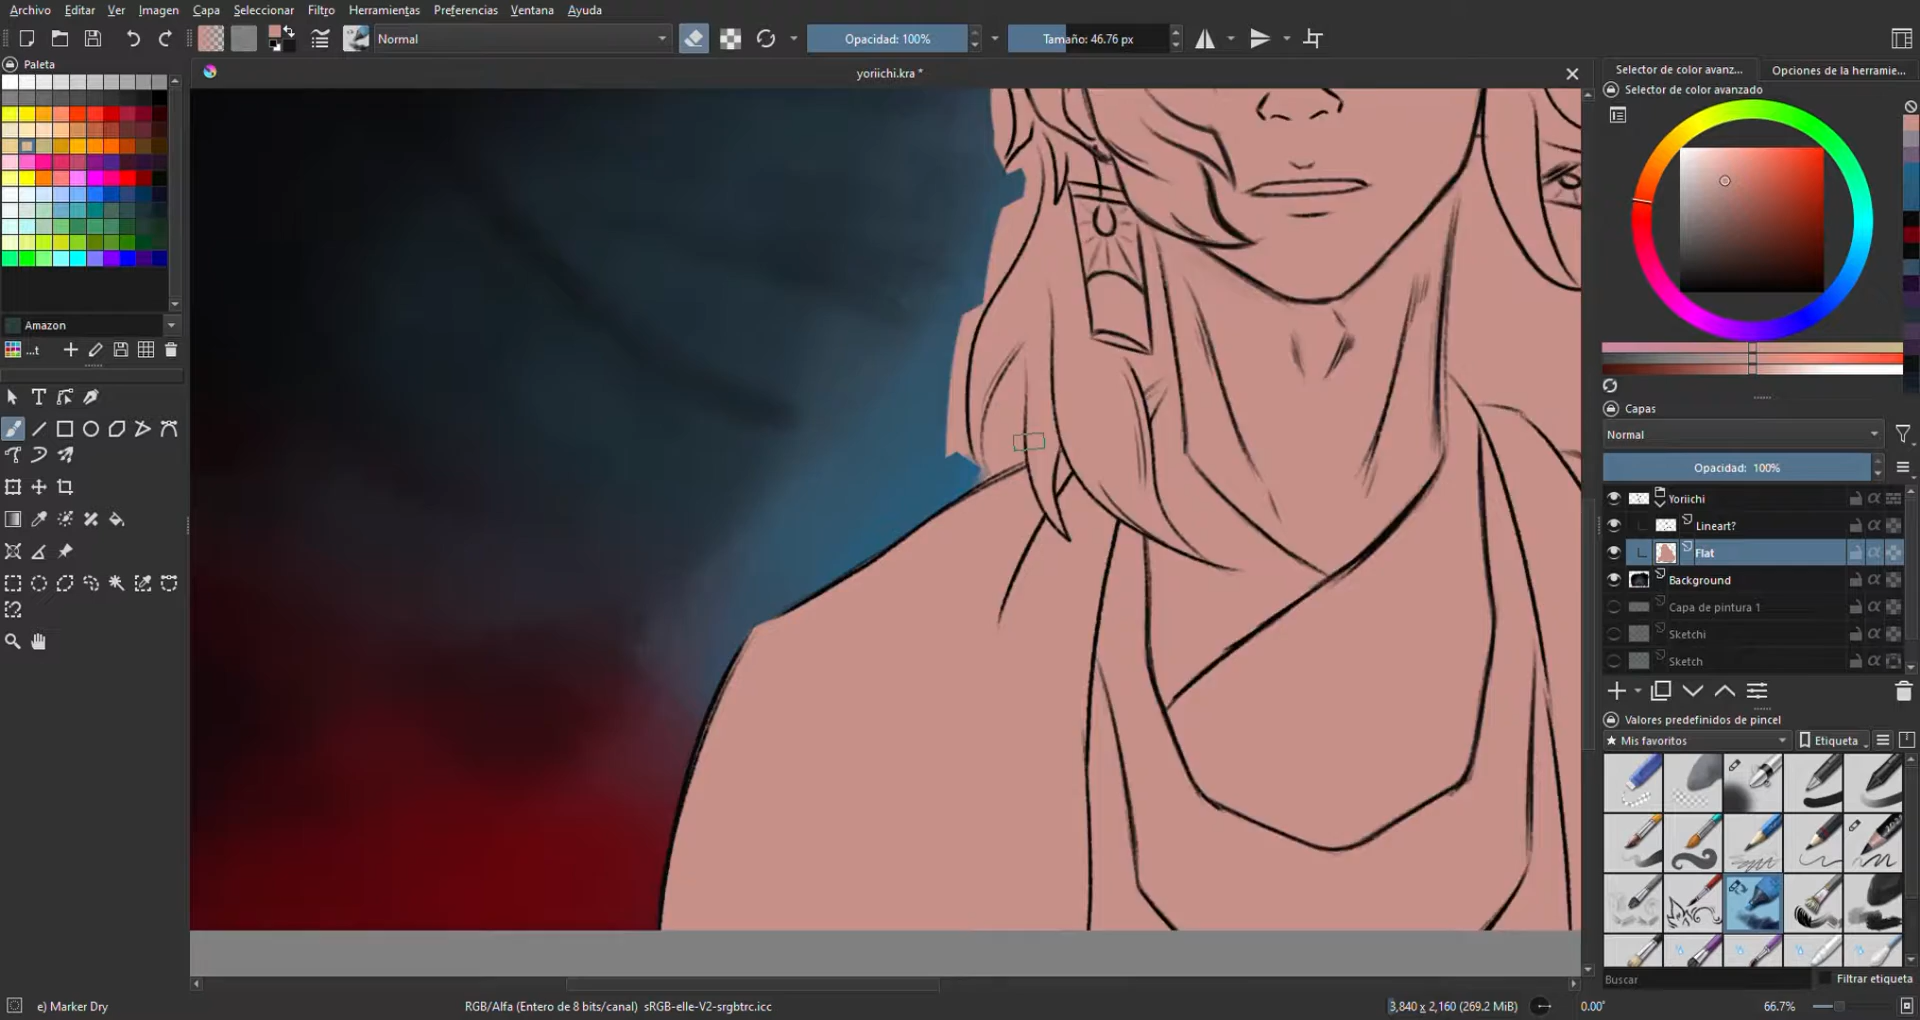 Archivo Editar Ver Imagen Capa Seleccionar Filtro Herramientas Preferencias Ventana Ayuda
Normal Opacidad: 100% Tamaño: 46.76 px
Paleta
yoriichi.kra *
Selector de color avanz... Opciones de la herramie...
Selector de color avanzado
Amazon
...t
Capas
Normal
Opacidad: 100%
Yoriichi
Lineart?
Flat
Background
Capa de pintura 1
Sketchi
Sketch
Valores predefinidos de pincel
Mis favoritos Etiqueta
Buscar Filtrar etiqueta
e) Marker Dry RGB/Alfa (Entero de 8 bits/canal) sRGB-elle-V2-srgbtrc.icc 3,840 x 2,160 (269.2 MiB) 0.00° 66.7%